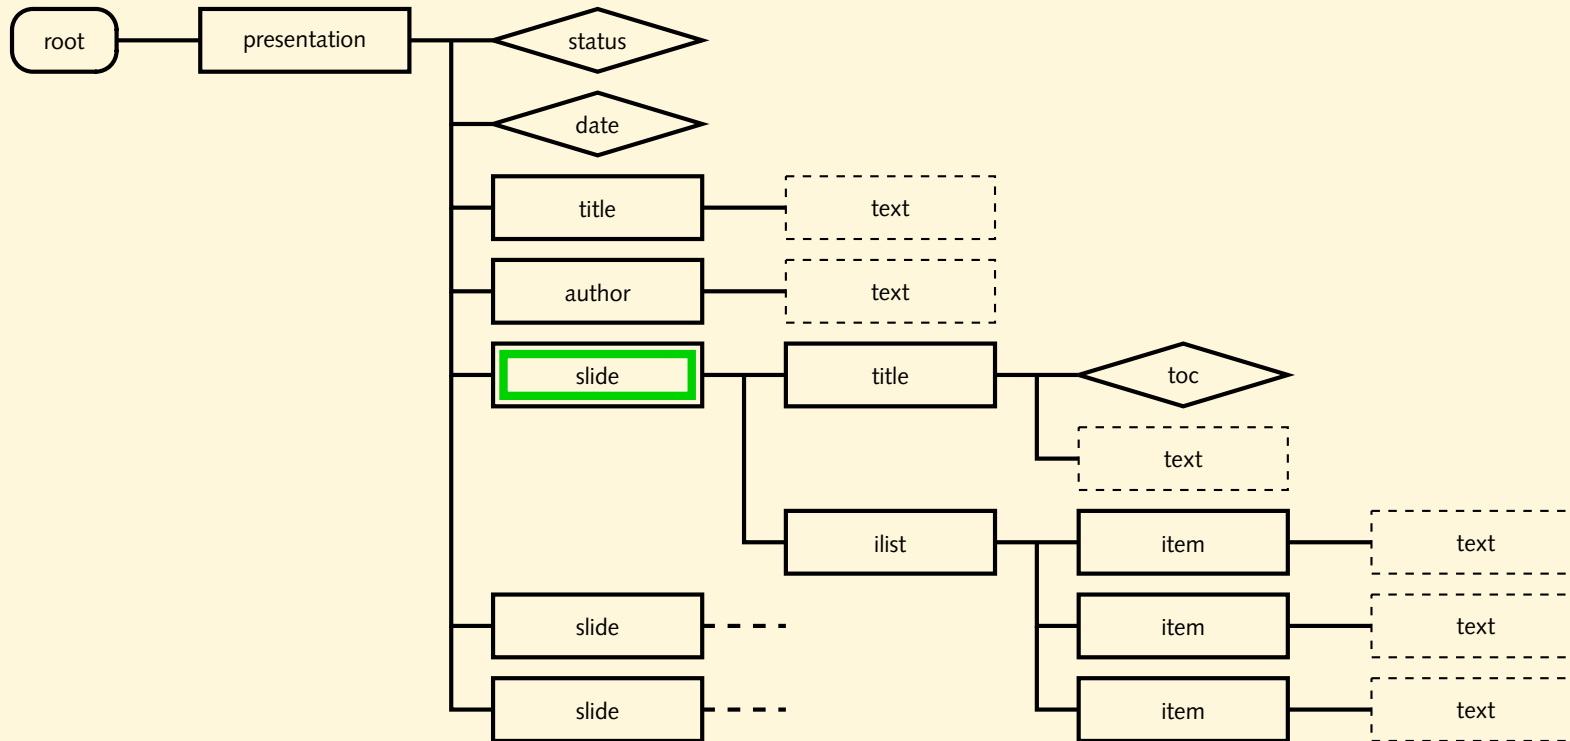 root
presentation
status
date
title
text
author
text
slide
title
toc
text
ilist
item
text
slide
item
text
slide
item
text